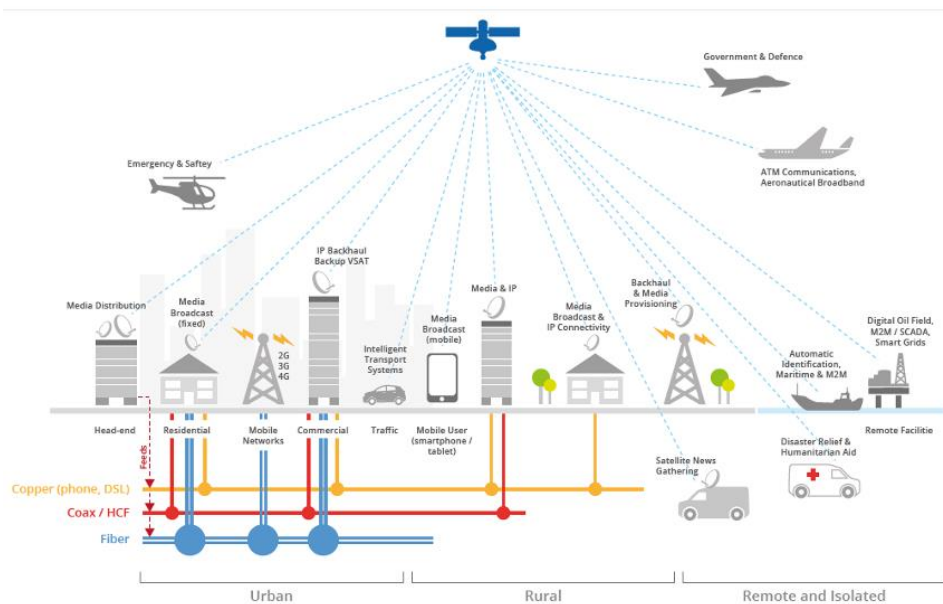 Government & Defence
ATM Communications,
Aeronautical Broadband
Emergency & Saftey
IP Backhaul
Backup VSAT
Media Distribution
Media
Broadcast
(fixed)
2G
3G
4G
Intelligent
Transport
Systems
Media
Broadcast
(mobile)
Media & IP
Media
Broadcast &
IP Connectivity
Backhaul
& Media
Provisioning
Automatic
Identification,
Maritime & M2M
Digital Oil Field,
M2M / SCADA,
Smart Grids
Head-end
Residential
Mobile
Networks
Commercial
Traffic
Mobile User
(smartphone /
tablet)
Satellite News
Gathering
Disaster Relief &
Humanitarian Aid
Remote Facilitie
Feeds
Copper (phone, DSL)
Coax / HCF
Fiber
Urban
Rural
Remote and Isolated